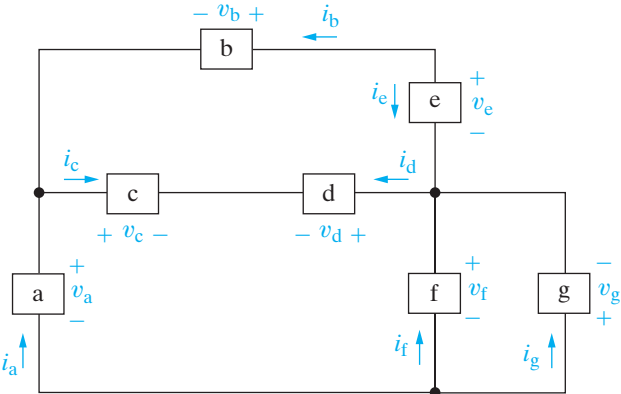 − v_b + i_b
b
i_e e + v_e −
i_c i_d
c d
+ v_c − − v_d +
a + v_a −
f + v_f −
g − v_g +
i_a i_f i_g